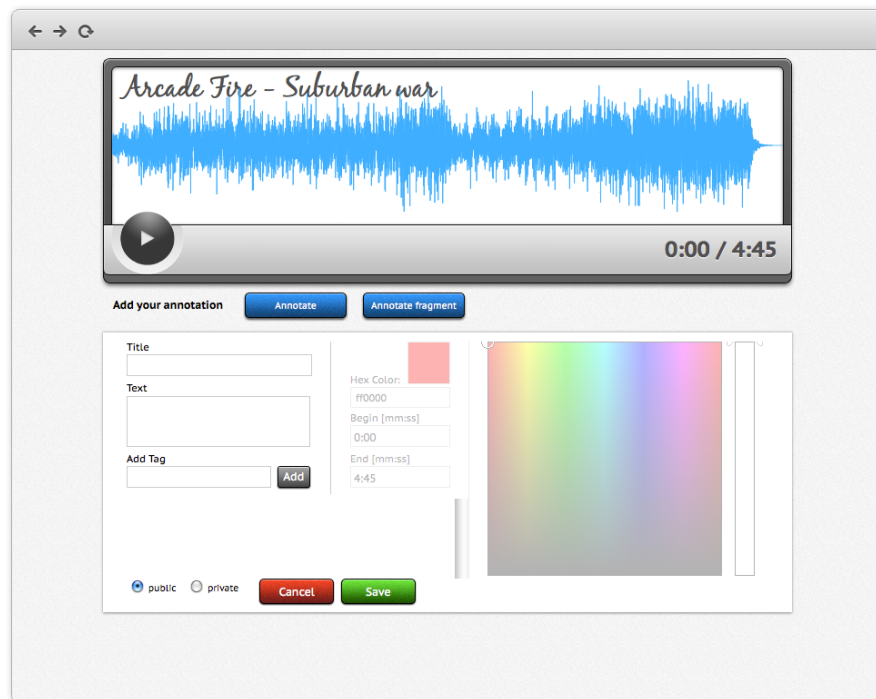 Arcade Fire - Suburban war
0:00 / 4:45
Add your annotation
Annotate
Annotate fragment
Title
Text
Add Tag
Add
Hex Color:
ff0000
Begin [mm:ss]
0:00
End [mm:ss]
4:45
public
private
Cancel
Save